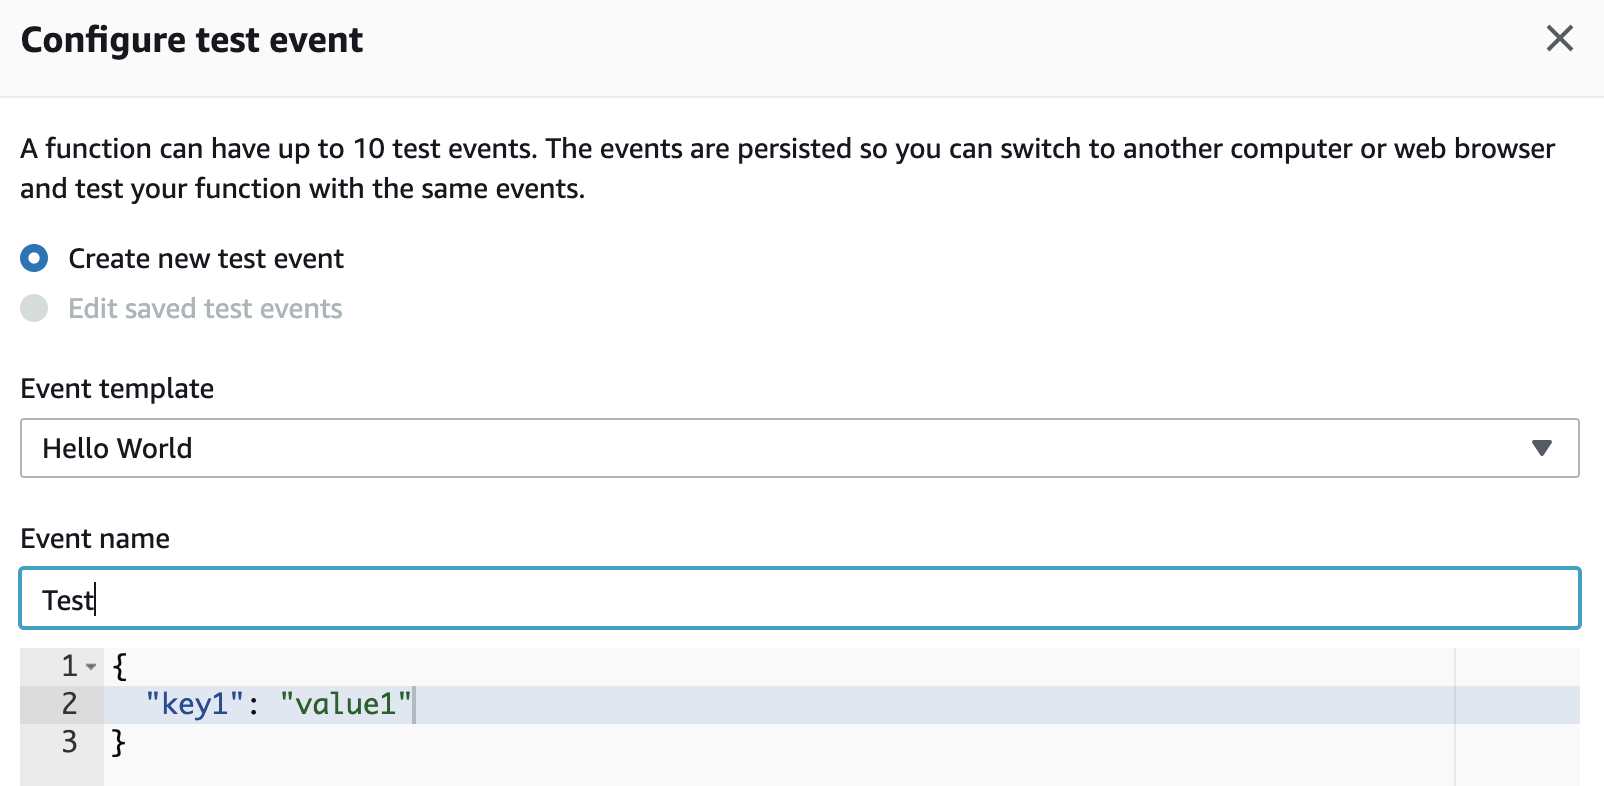 Configure test event
A function can have up to 10 test events. The events are persisted so you can switch to another computer or web browser
and test your function with the same events.
Create new test event
Edit saved test events
Event template
Hello World
Event name
Test
1 {
2 "key1": "value1"
3 }